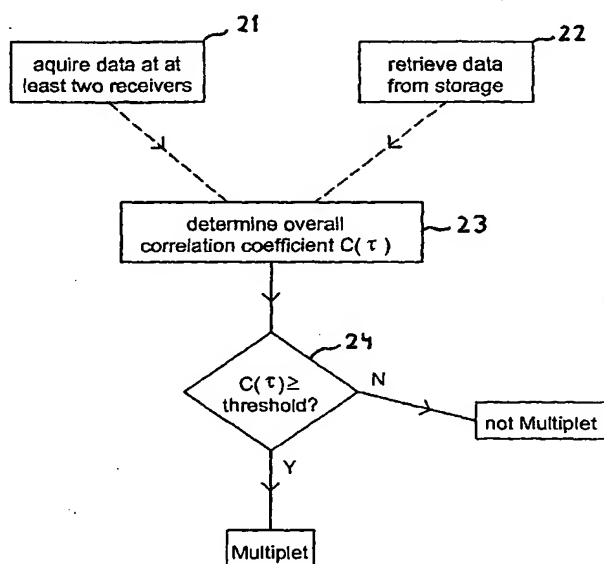 21
22
aquire data at at
least two receivers
retrieve data
from storage
determine overall
correlation coefficient C(τ)
23
24
C(τ)≥
threshold?
N
not Multiplet
Y
Multiplet